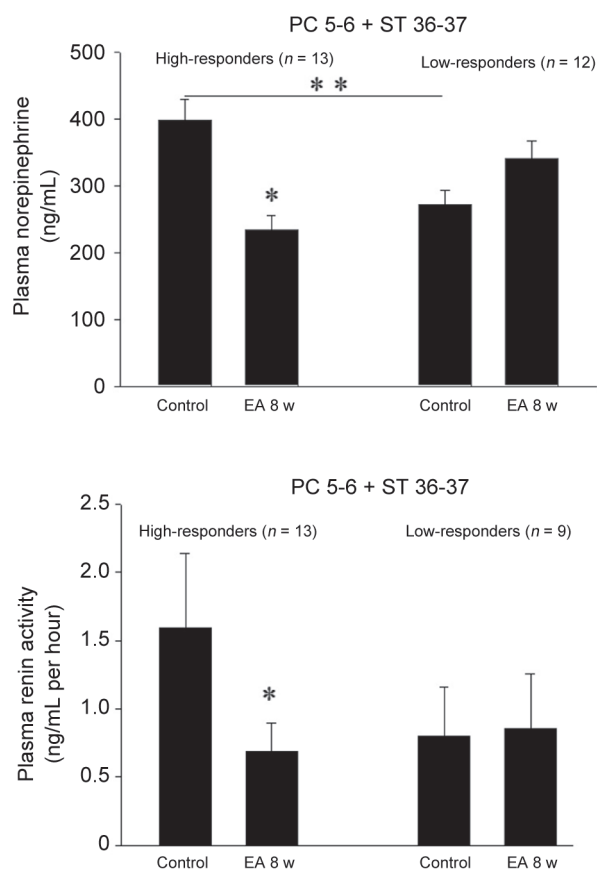 PC 5-6 + ST 36-37
High-responders (n = 13)
Low-responders (n = 12)
Plasma norepinephrine
(ng/mL)
500
400
300
200
100
0
* *
*
Control
EA 8 w
Control
EA 8 w
PC 5-6 + ST 36-37
High-responders (n = 13)
Low-responders (n = 9)
Plasma renin activity
(ng/mL per hour)
2.5
2.0
1.5
1.0
0.5
0
*
Control
EA 8 w
Control
EA 8 w